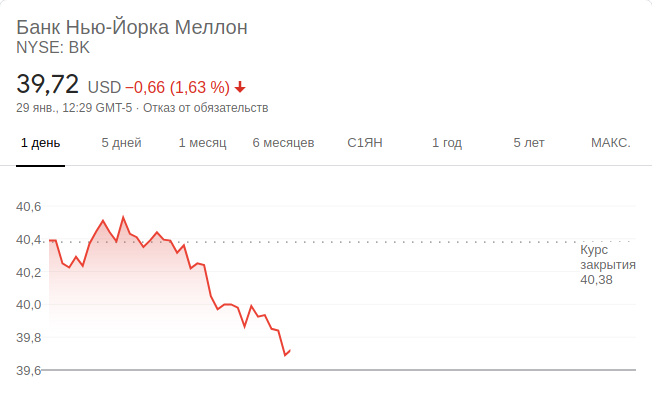 Банк Нью-Йорка Меллон
NYSE: BK
39,72 USD −0,66 (1,63 %)
29 янв., 12:29 GMT-5 · Отказ от обязательств
1 день 5 дней 1 месяц 6 месяцев С1ЯН 1 год 5 лет МАКС.
40,6
40,4
Курс
закрытия
40,38
40,2
40,0
39,8
39,6